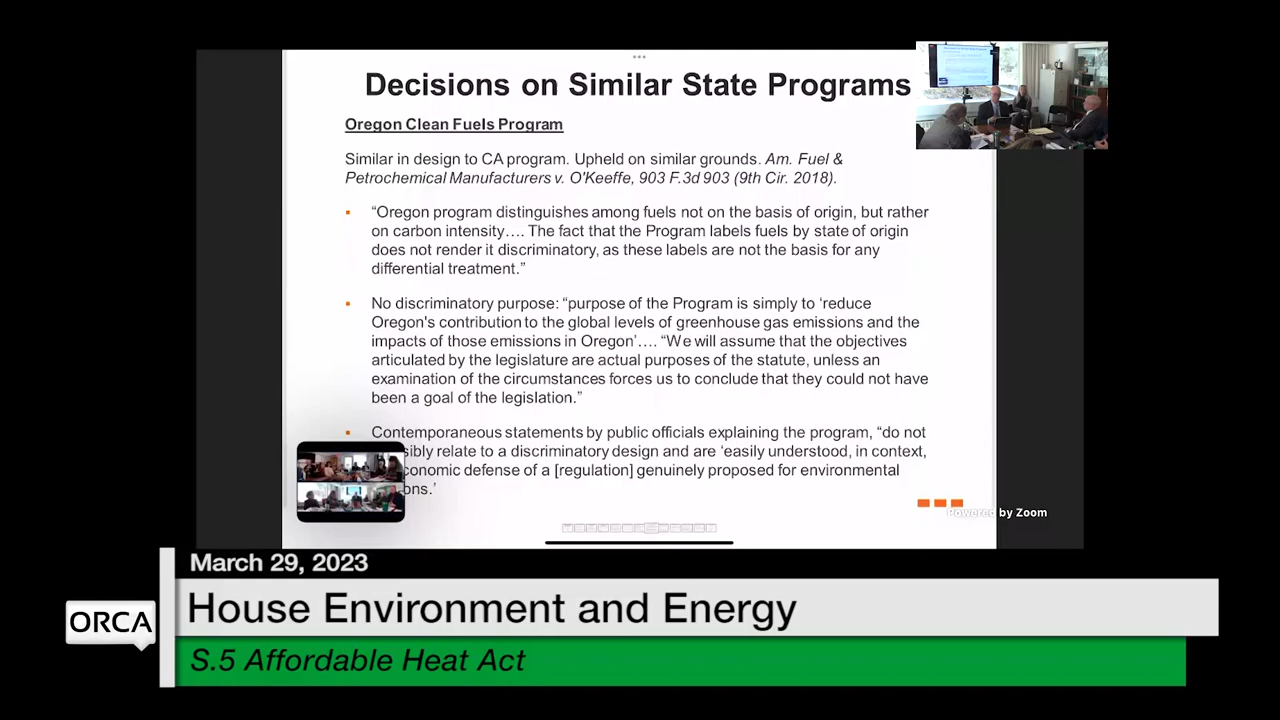 Decisions on Similar State Programs
Oregon Clean Fuels Program
Similar in design to CA program. Upheld on similar grounds. Am. Fuel &
Petrochemical Manufacturers v. O'Keeffe, 903 F.3d 903 (9th Cir. 2018).
▪ “Oregon program distinguishes among fuels not on the basis of origin, but rather
on carbon intensity…. The fact that the Program labels fuels by state of origin
does not render it discriminatory, as these labels are not the basis for any
differential treatment.”
▪ No discriminatory purpose: “purpose of the Program is simply to ‘reduce
Oregon's contribution to the global levels of greenhouse gas emissions and the
impacts of those emissions in Oregon’…. “We will assume that the objectives
articulated by the legislature are actual purposes of the statute, unless an
examination of the circumstances forces us to conclude that they could not have
been a goal of the legislation.”
▪ Contemporaneous statements by public officials explaining the program, “do not
relate to a discriminatory design and are ‘easily understood, in context,
defense of a [regulation] genuinely proposed for environmental
Powered by Zoom
March 29, 2023
House Environment and Energy
ORCA
S.5 Affordable Heat Act